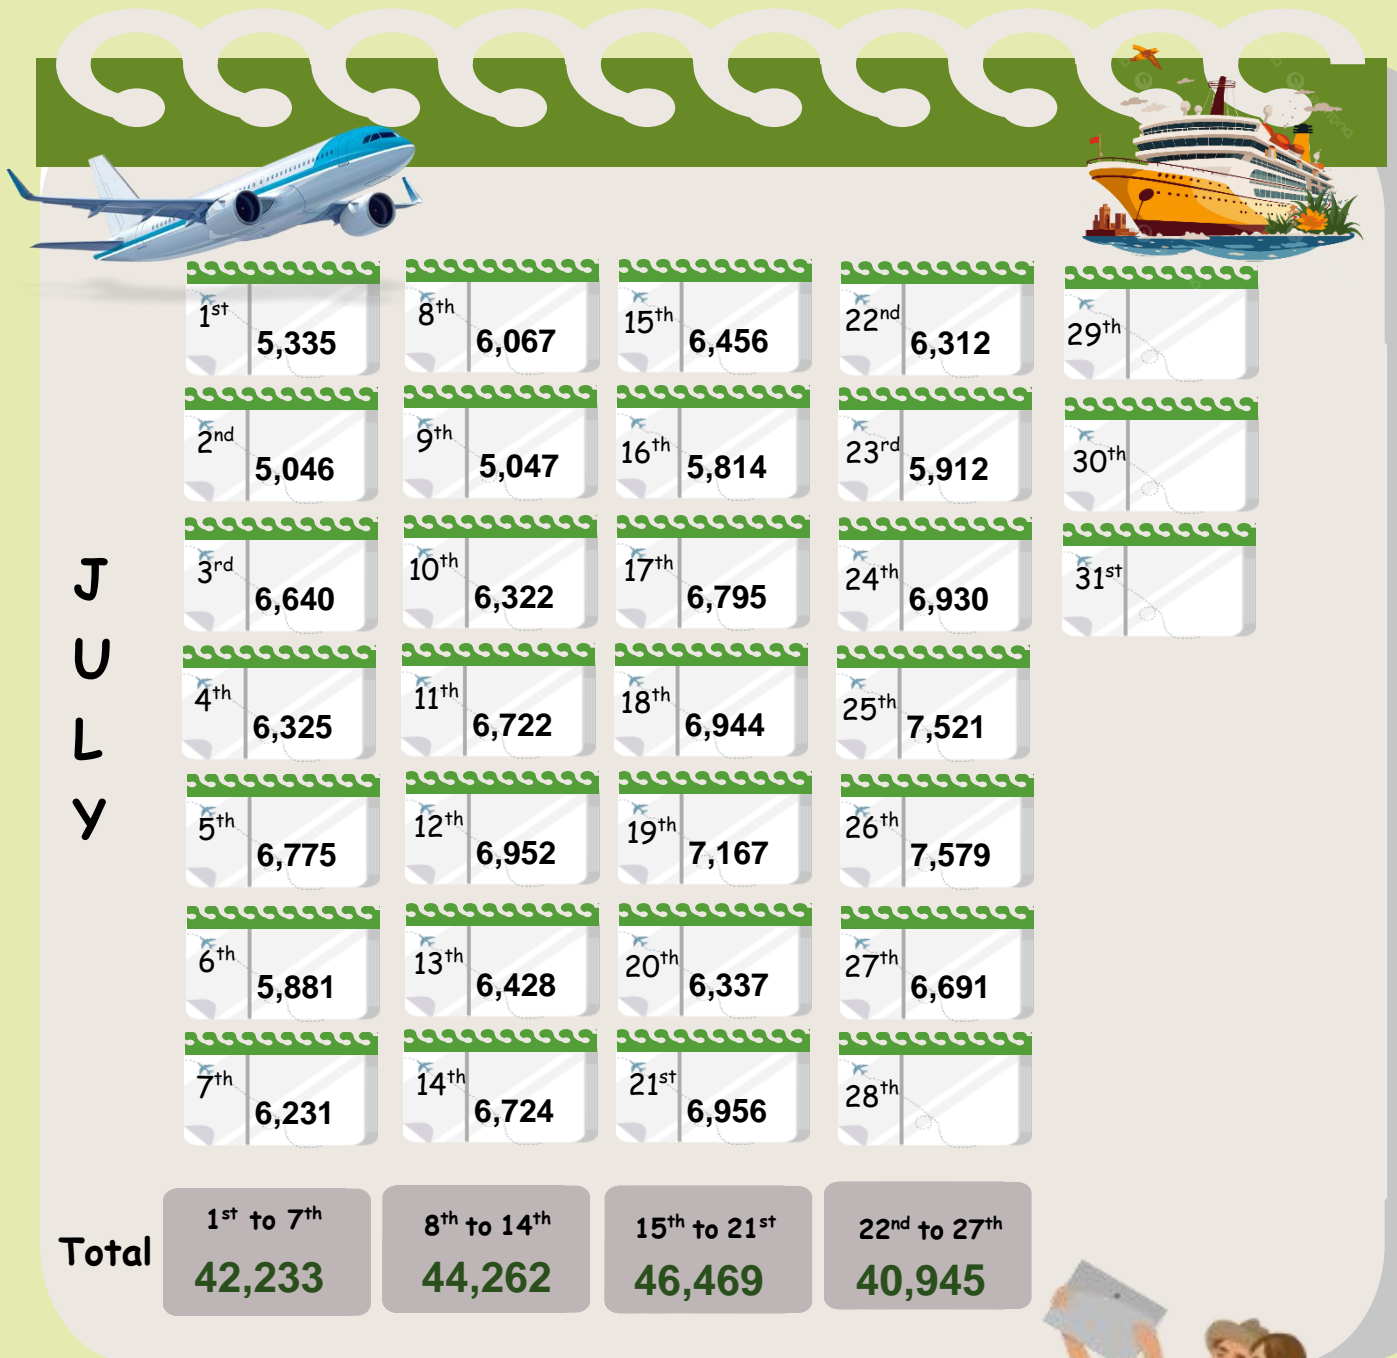 JULY
1st 5,335
2nd 5,046
3rd 6,640
4th 6,325
5th 6,775
6th 5,881
7th 6,231
8th 6,067
9th 5,047
10th 6,322
11th 6,722
12th 6,952
13th 6,428
14th 6,724
15th 6,456
16th 5,814
17th 6,795
18th 6,944
19th 7,167
20th 6,337
21st 6,956
22nd 6,312
23rd 5,912
24th 6,930
25th 7,521
26th 7,579
27th 6,691
28th
29th
30th
31st
Total
1st to 7th
42,233
8th to 14th
44,262
15th to 21st
46,469
22nd to 27th
40,945